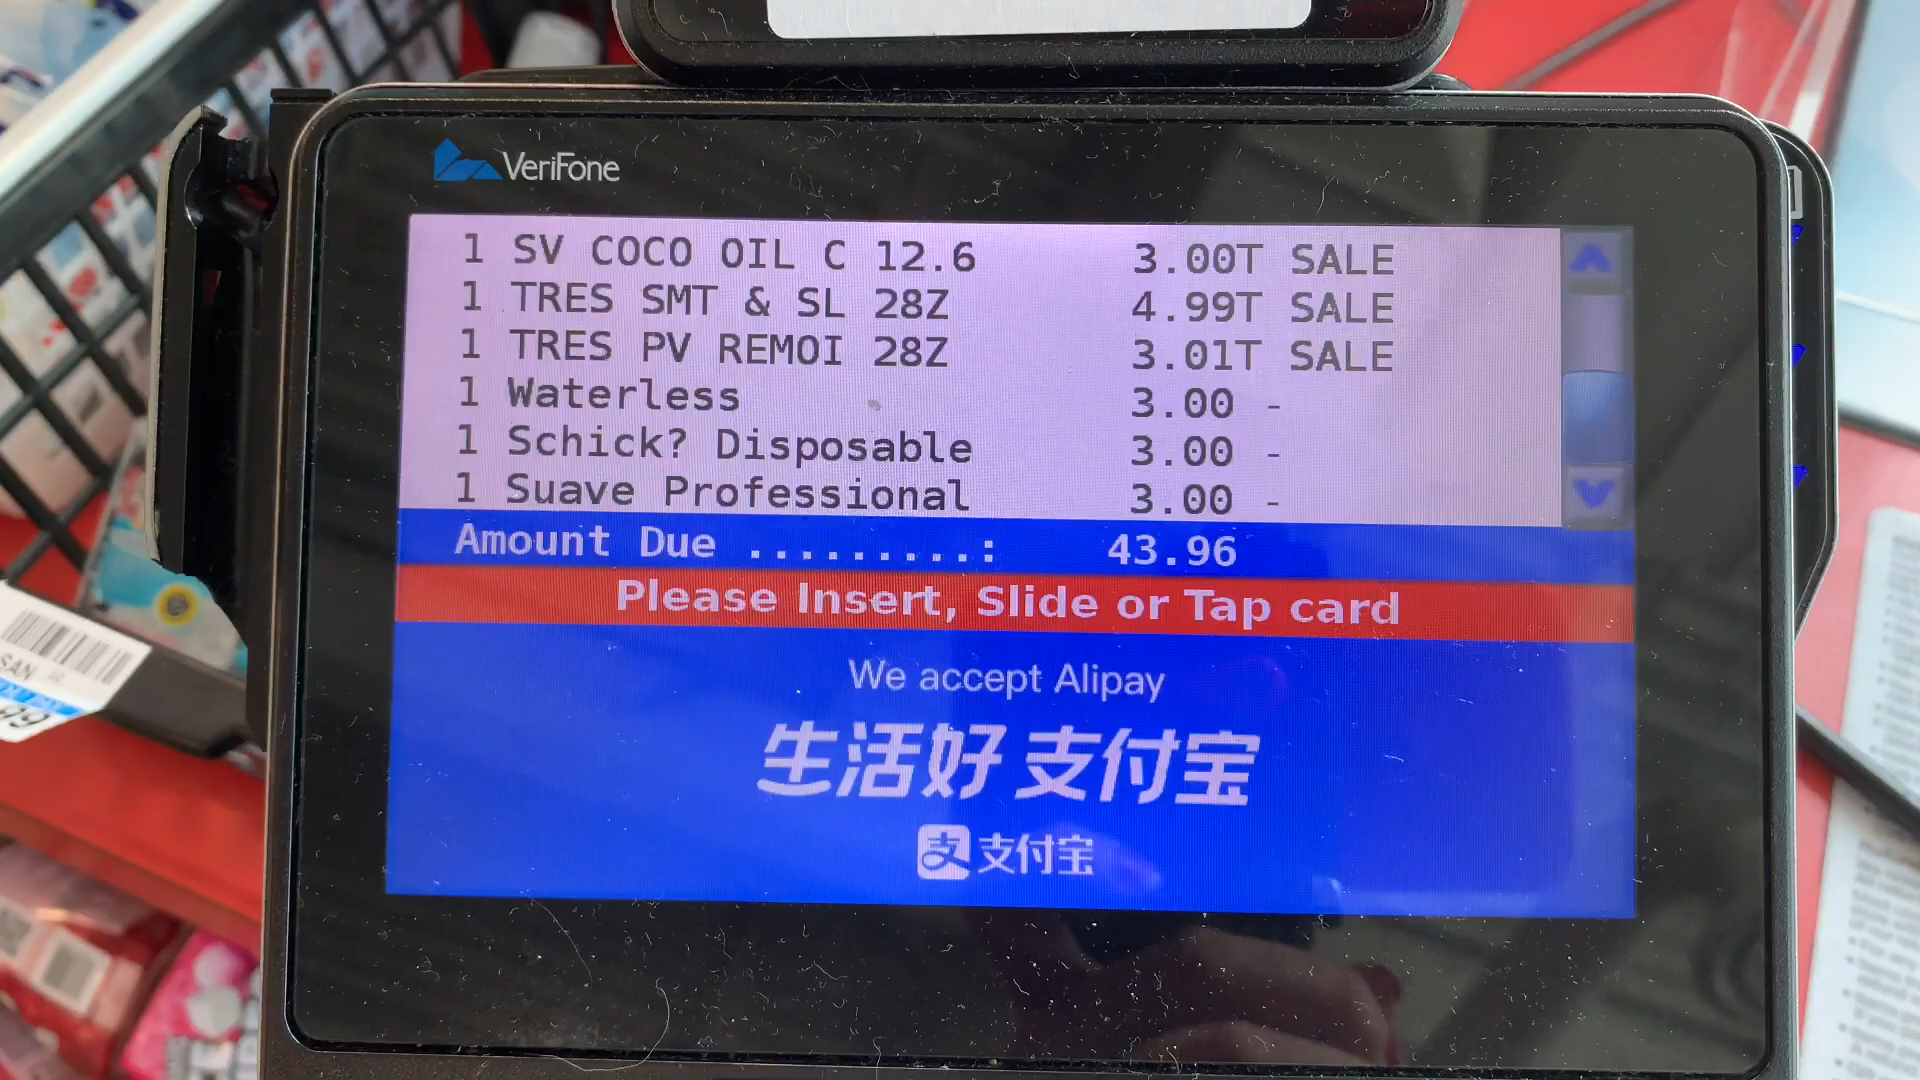 VeriFone
1 SV COCO OIL C 12.6 3.00T SALE
1 TRES SMT & SL 28Z 4.99T SALE
1 TRES PV REMOI 28Z 3.01T SALE
1 Waterless 3.00 -
1 Schick? Disposable 3.00 -
1 Suave Professional 3.00 -
Amount Due .........: 43.96
Please Insert, Slide or Tap card
We accept Alipay
生活好 支付宝
支 支付宝
SAN